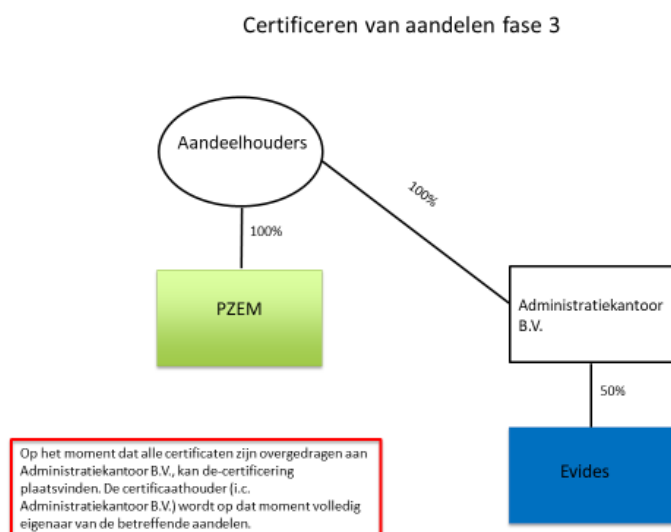 Certificeren van aandelen fase 3
Aandeelhouders
100%
100%
PZEM
Administratiekantoor
B.V.
50%
Evides
Op het moment dat alle certificaten zijn overgedragen aan
Administratiekantoor B.V., kan de-certificering
plaatsvinden. De certificaathouder (i.c.
Administratiekantoor B.V.) wordt op dat moment volledig
eigenaar van de betreffende aandelen.